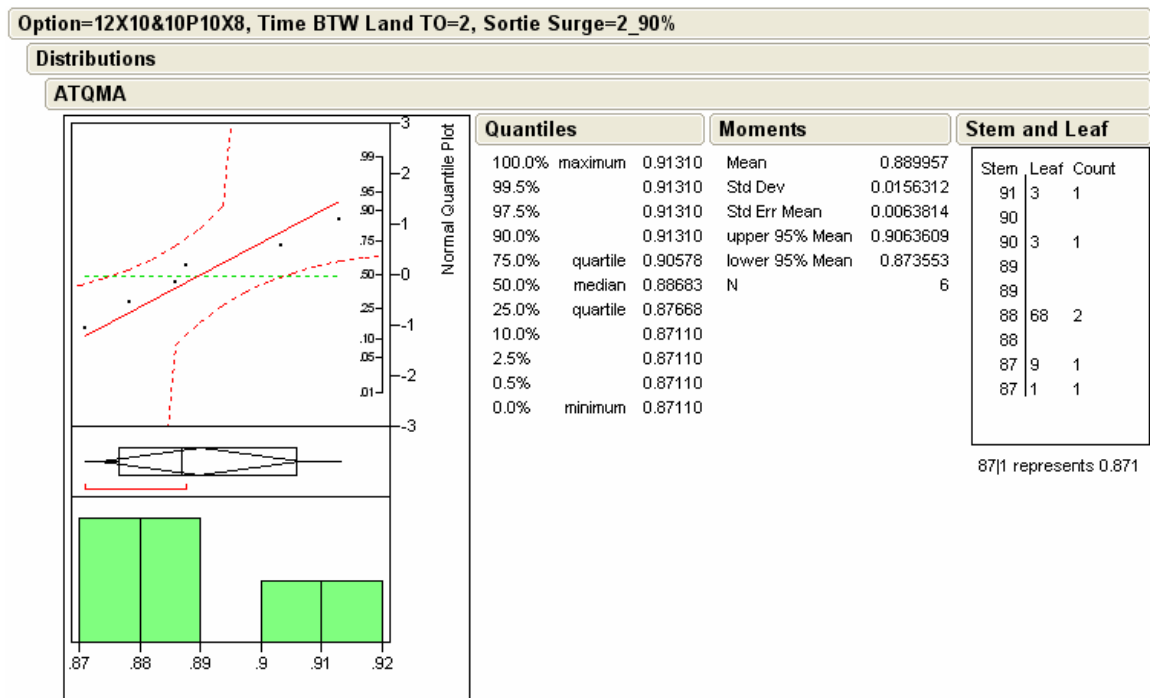 Option=12X10&10P10X8, Time BTW Land TO=2, Sortie Surge=2_90%
Distributions
ATQMA
3
2
1
0
-1
-2
-3
.99
.95
.90
.75
.50
.25
.10
.05
.01
Normal Quantile Plot
.87 .88 .89 .9 .91 .92
Quantiles
100.0% maximum 0.91310
99.5% 0.91310
97.5% 0.91310
90.0% 0.91310
75.0% quartile 0.90578
50.0% median 0.88683
25.0% quartile 0.87668
10.0% 0.87110
2.5% 0.87110
0.5% 0.87110
0.0% minimum 0.87110
Moments
Mean 0.889957
Std Dev 0.0156312
Std Err Mean 0.0063814
upper 95% Mean 0.9063609
lower 95% Mean 0.873553
N 6
Stem and Leaf
Stem Leaf Count
91 3 1
90
90 3 1
89
89
88 68 2
88
87 9 1
87 1 1
87|1 represents 0.871